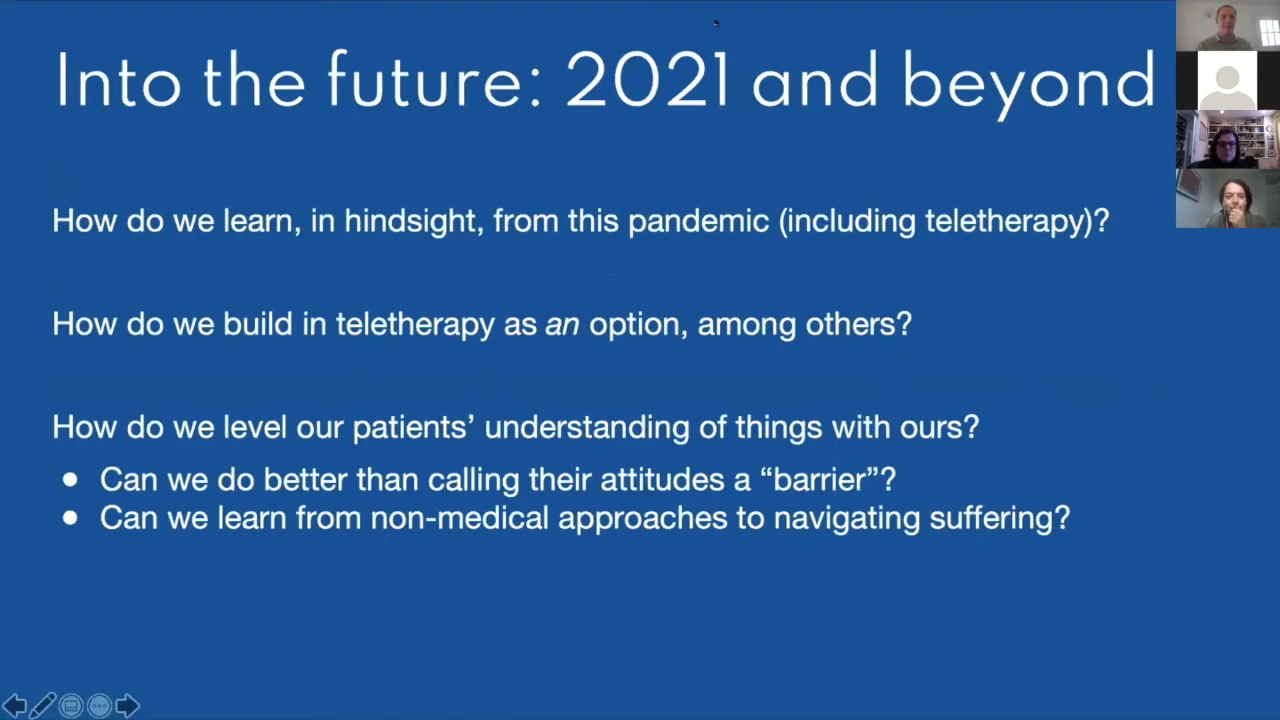 Into the future: 2021 and beyond
How do we learn, in hindsight, from this pandemic (including teletherapy)?
How do we build in teletherapy as an option, among others?
How do we level our patients’ understanding of things with ours?
● Can we do better than calling their attitudes a “barrier”?
● Can we learn from non-medical approaches to navigating suffering?